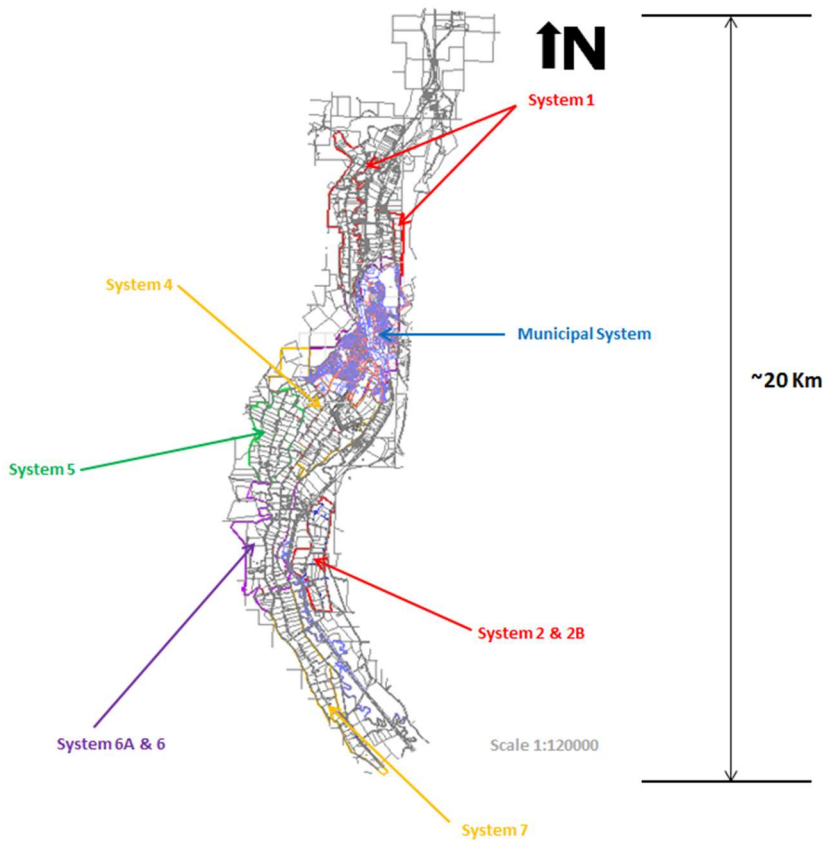 N
System 1
System 4
Municipal System
~20 Km
System 5
System 2 & 2B
System 6A & 6
Scale 1:120000
System 7